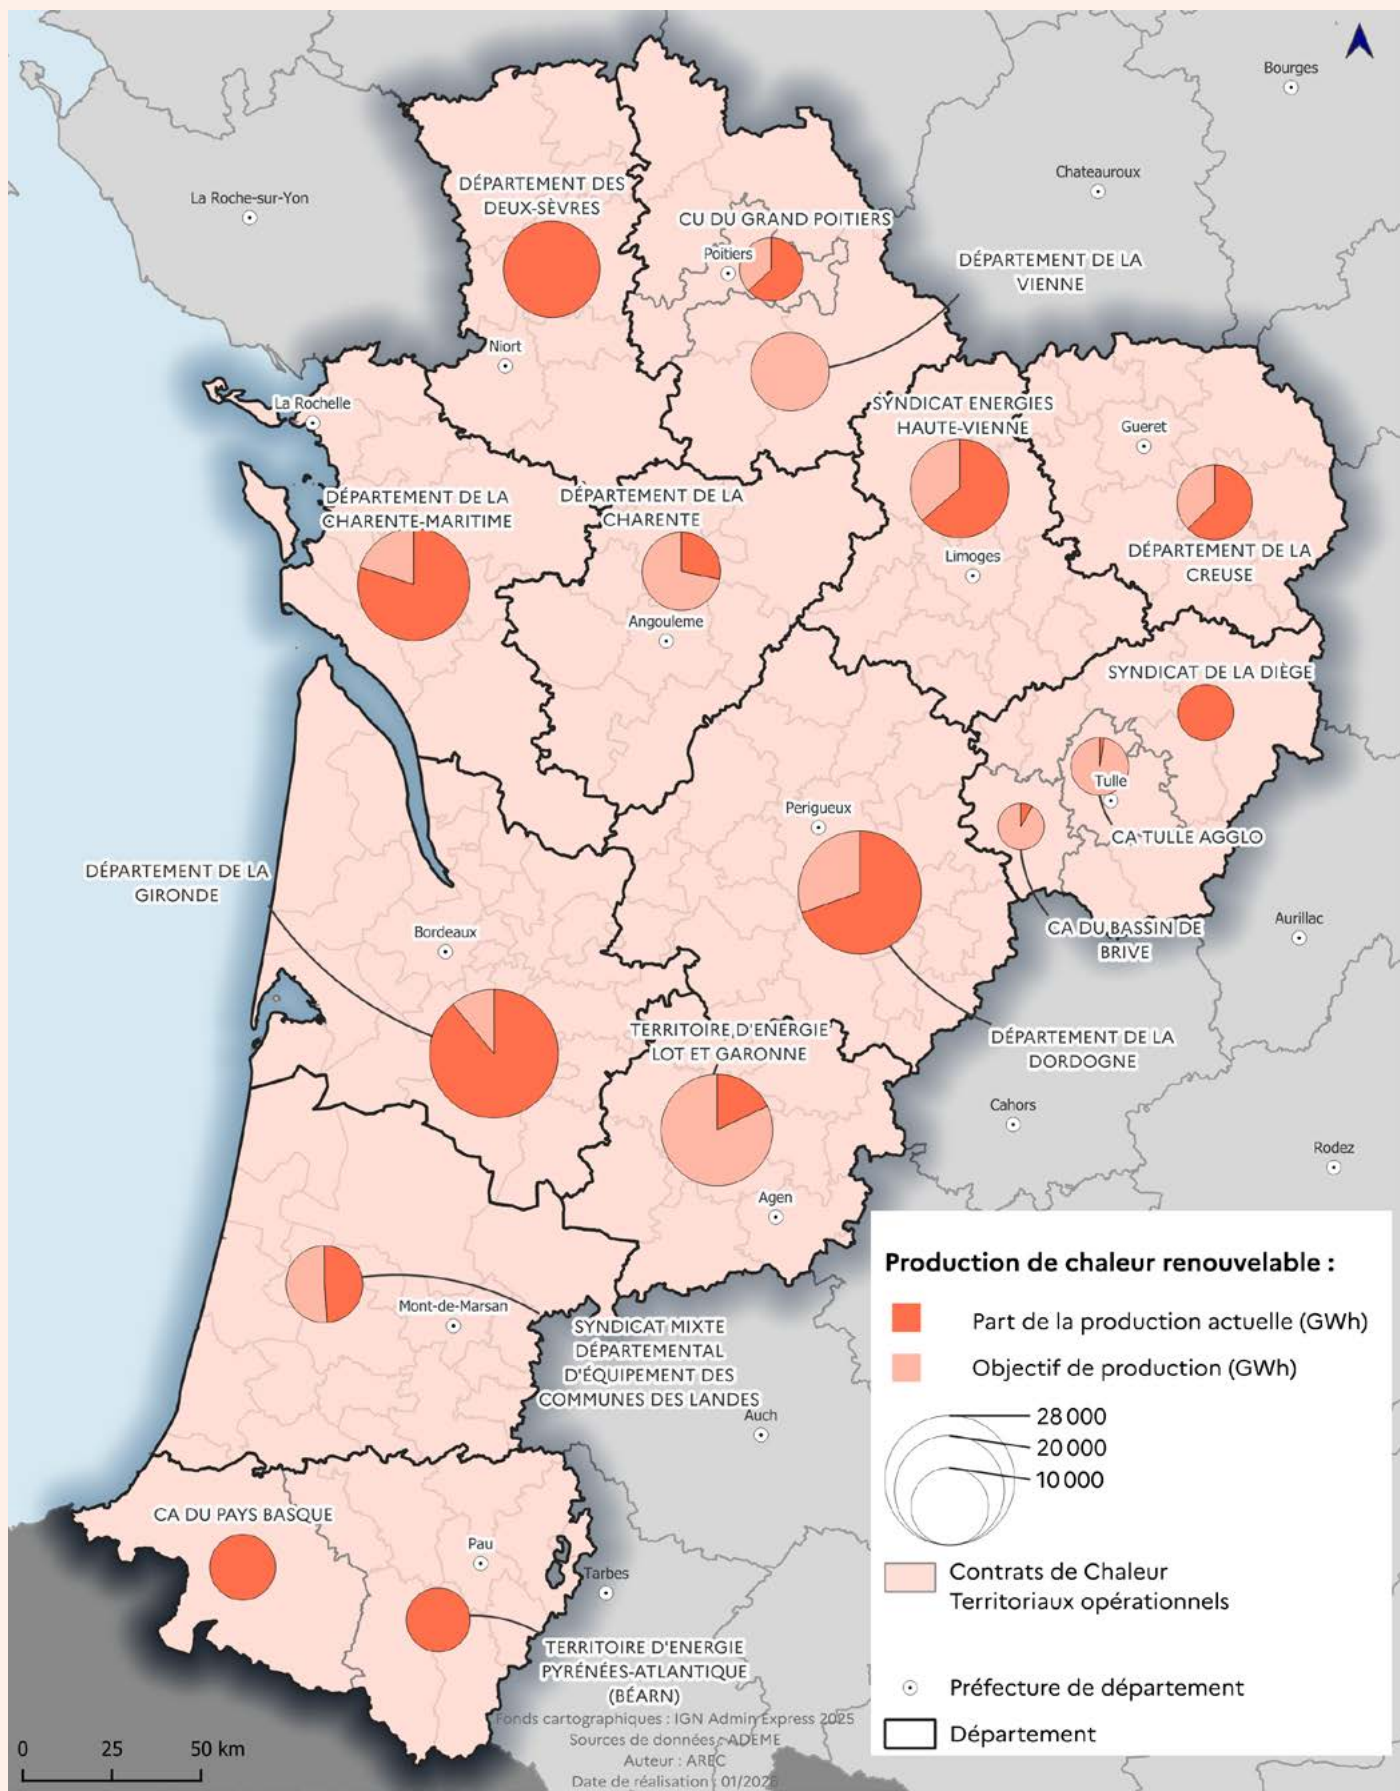 Bourges
Chateauroux
La Roche-sur-Yon
DÉPARTEMENT DES
DEUX-SÈVRES
CU DU GRAND POITIERS
Poitiers
DÉPARTEMENT DE LA
VIENNE
Niort
La Rochelle
SYNDICAT ENERGIES
HAUTE-VIENNE
Gueret
DÉPARTEMENT DE LA
CHARENTE-MARITIME
DÉPARTEMENT DE LA
CHARENTE
Limoges
DÉPARTEMENT DE LA
CREUSE
Angouleme
SYNDICAT DE LA DIÈGE
Tulle
Perigueux
CA TULLE AGGLO
DÉPARTEMENT DE LA
GIRONDE
Bordeaux
CA DU BASSIN DE
BRIVE
Aurillac
TERRITOIRE D'ENERGIE
LOT ET GARONNE
DÉPARTEMENT DE LA
DORDOGNE
Cahors
Rodez
Agen
Mont-de-Marsan
SYNDICAT MIXTE
DÉPARTEMENTAL
D'ÉQUIPEMENT DES
COMMUNES DES LANDES
Auch
CA DU PAYS BASQUE
Pau
Tarbes
TERRITOIRE D'ENERGIE
PYRÉNÉES-ATLANTIQUE
(BÉARN)
Production de chaleur renouvelable :
Part de la production actuelle (GWh)
Objectif de production (GWh)
28 000
20 000
10 000
Contrats de Chaleur
Territoriaux opérationnels
Préfecture de département
Département
0 25 50 km
Fonds cartographiques : IGN Admin Express 2025
Sources de données : ADEME
Auteur : AREC
Date de réalisation : 01/2026